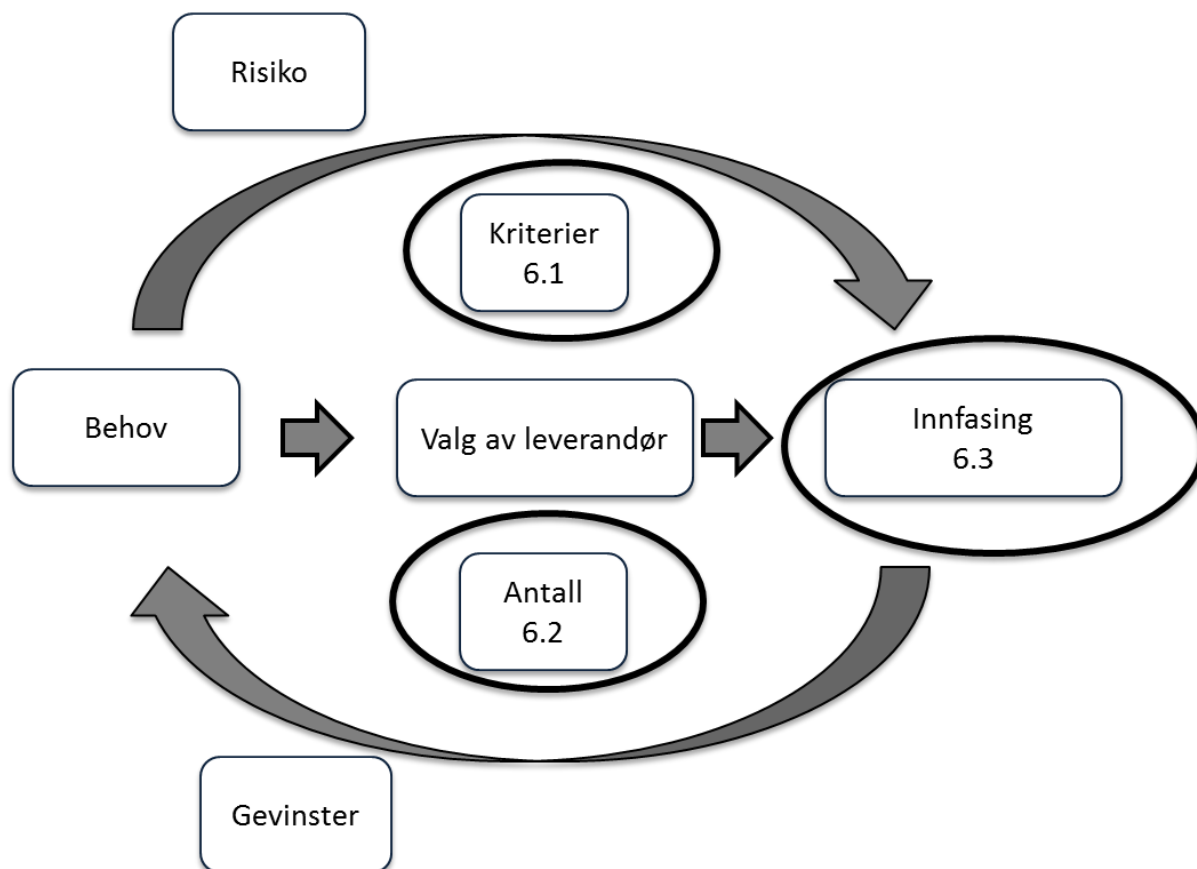 Risiko
Kriterier
6.1
Behov
Valg av leverandør
Innfasing
6.3
Antall
6.2
Gevinster